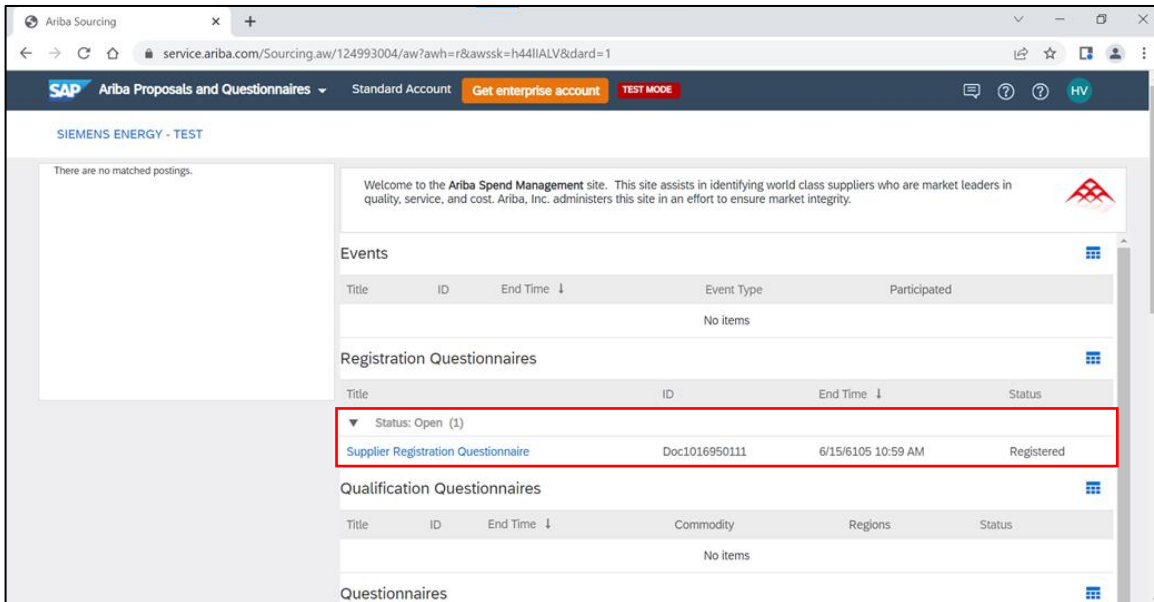 Ariba Sourcing
service.ariba.com/Sourcing.aw/124993004/aw?awh=r&awssk=h44lIALV&dard=1
SAP Ariba Proposals and Questionnaires Standard Account Get enterprise account TEST MODE HV
SIEMENS ENERGY - TEST
There are no matched postings.
Welcome to the Ariba Spend Management site. This site assists in identifying world class suppliers who are market leaders in
quality, service, and cost. Ariba, Inc. administers this site in an effort to ensure market integrity.
Events
Title ID End Time ↓ Event Type Participated
No items
Registration Questionnaires
Title ID End Time ↓ Status
▼ Status: Open (1)
Supplier Registration Questionnaire Doc1016950111 6/15/6105 10:59 AM Registered
Qualification Questionnaires
Title ID End Time ↓ Commodity Regions Status
No items
Questionnaires